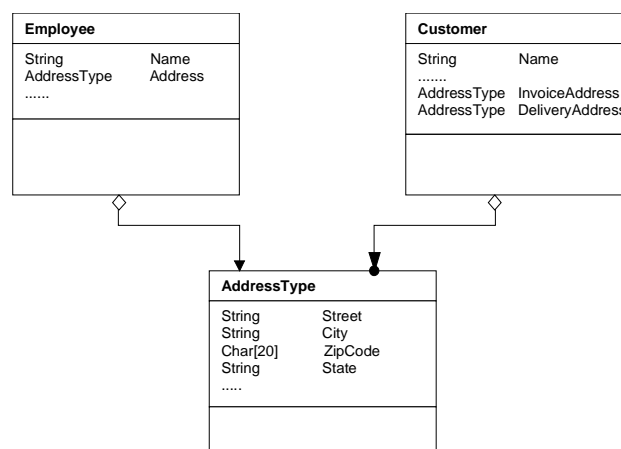 Employee
String Name
AddressType Address
......
Customer
String Name
.......
AddressType InvoiceAddress
AddressType DeliveryAddress
AddressType
String Street
String City
Char[20] ZipCode
String State
.....